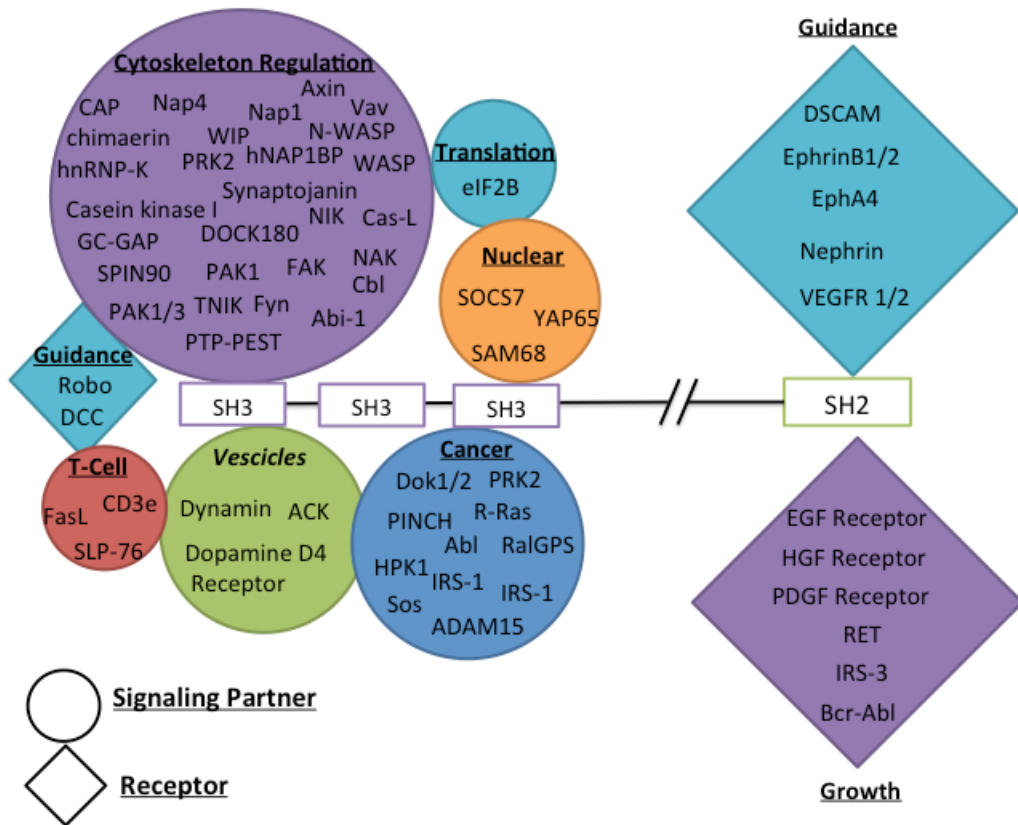 Cytoskeleton Regulation
Axin
CAP Nap4 Nap1 Vav
chimaerin WIP N-WASP
hnRNP-K PRK2 hNAP1BP WASP
Synaptojanin
Casein kinase I NIK Cas-L
GC-GAP DOCK180
SPIN90 PAK1 FAK NAK
Cbl
PAK1/3 TNIK Fyn Abi-1
PTP-PEST
Translation
eIF2B
Nuclear
SOCS7
YAP65
SAM68
Guidance
Robo
DCC
SH3 SH3 SH3
T-Cell
CD3e
FasL
SLP-76
Vescicles
Dynamin ACK
Dopamine D4
Receptor
Cancer
Dok1/2 PRK2
PINCH R-Ras
Abl RalGPS
HPK1 IRS-1 IRS-1
Sos
ADAM15
Guidance
DSCAM
EphrinB1/2
EphA4
Nephrin
VEGFR 1/2
SH2
EGF Receptor
HGF Receptor
PDGF Receptor
RET
IRS-3
Bcr-Abl
Growth
Signaling Partner
Receptor